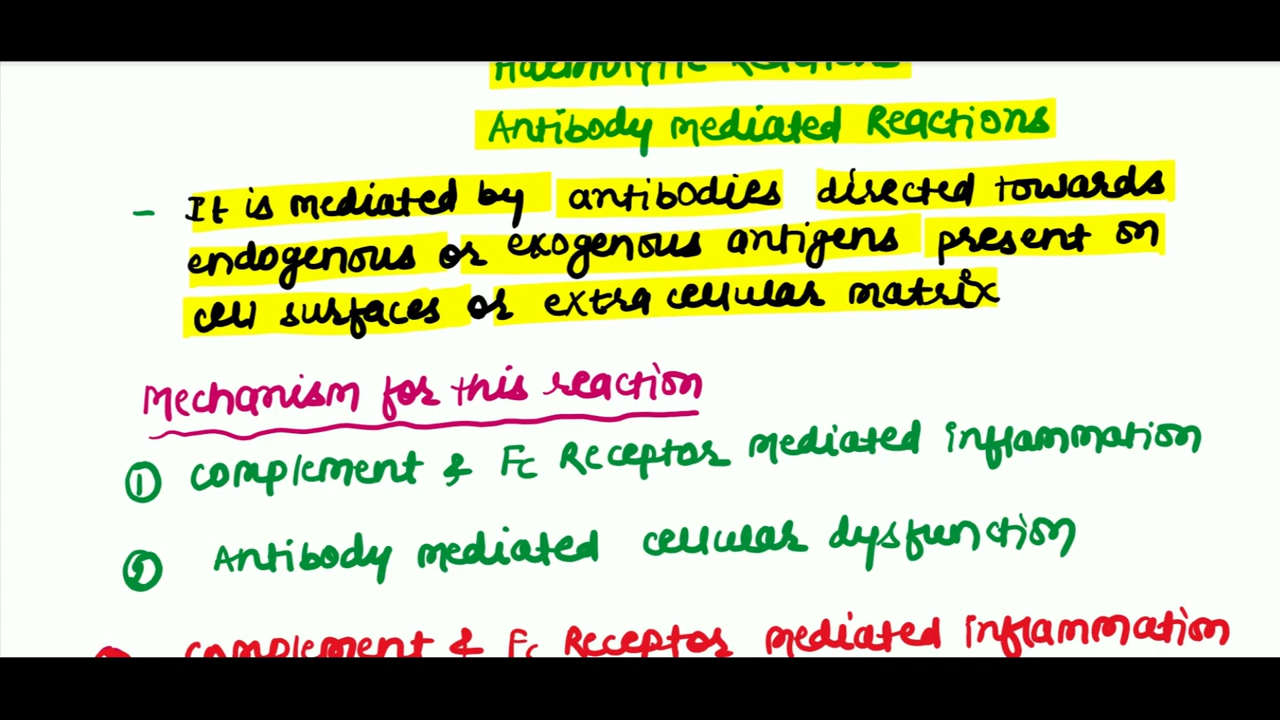 Haemolytic Reactions
Antibody mediated Reactions
- It is mediated by antibodies directed towards
endogenous or exogenous antigens present on
cell surfaces or extra cellular matrix
Mechanism for this reaction
① complement & Fc Receptor mediated inflammation
② Antibody mediated cellular dysfunction
complement & Fc Receptor mediated inflammation